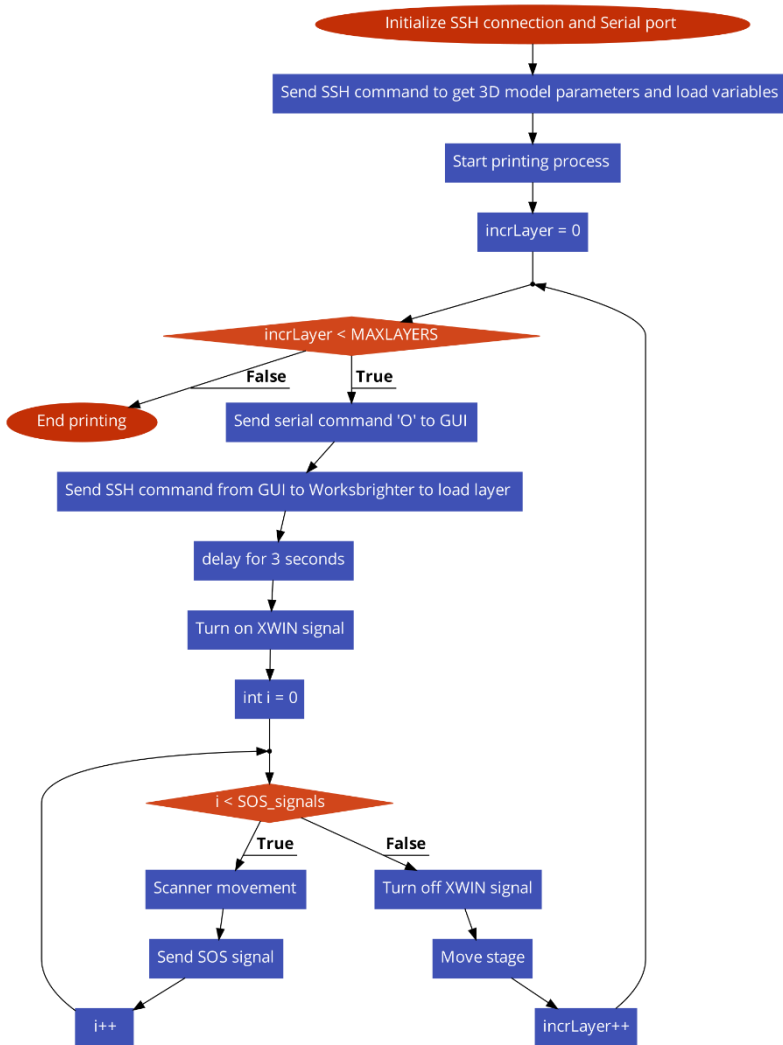 Initialize SSH connection and Serial port
Send SSH command to get 3D model parameters and load variables
Start printing process
incrLayer = 0
incrLayer < MAXLAYERS
False
True
End printing
Send serial command 'O' to GUI
Send SSH command from GUI to Worksbrighter to load layer
delay for 3 seconds
Turn on XWIN signal
int i = 0
i < SOS_signals
True
False
Scanner movement
Turn off XWIN signal
Send SOS signal
Move stage
i++
incrLayer++